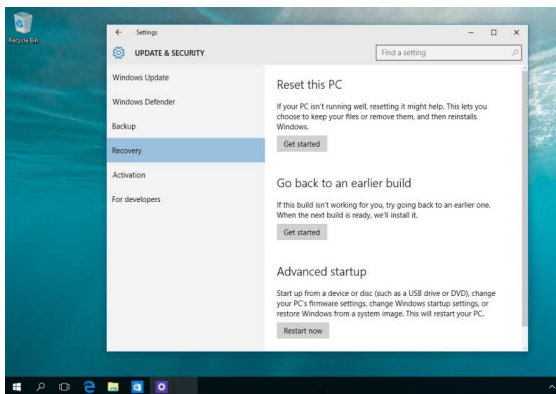 Recycle Bin
Settings
UPDATE & SECURITY
Find a setting
Windows Update
Windows Defender
Backup
Recovery
Activation
For developers
Reset this PC
If your PC isn't running well, resetting it might help. This lets you
choose to keep your files or remove them, and then reinstalls
Windows.
Get started
Go back to an earlier build
If this build isn't working for you, try going back to an earlier one.
When the next build is ready, we'll install it.
Get started
Advanced startup
Start up from a device or disc (such as a USB drive or DVD), change
your PC's firmware settings, change Windows startup settings, or
restore Windows from a system image. This will restart your PC.
Restart now